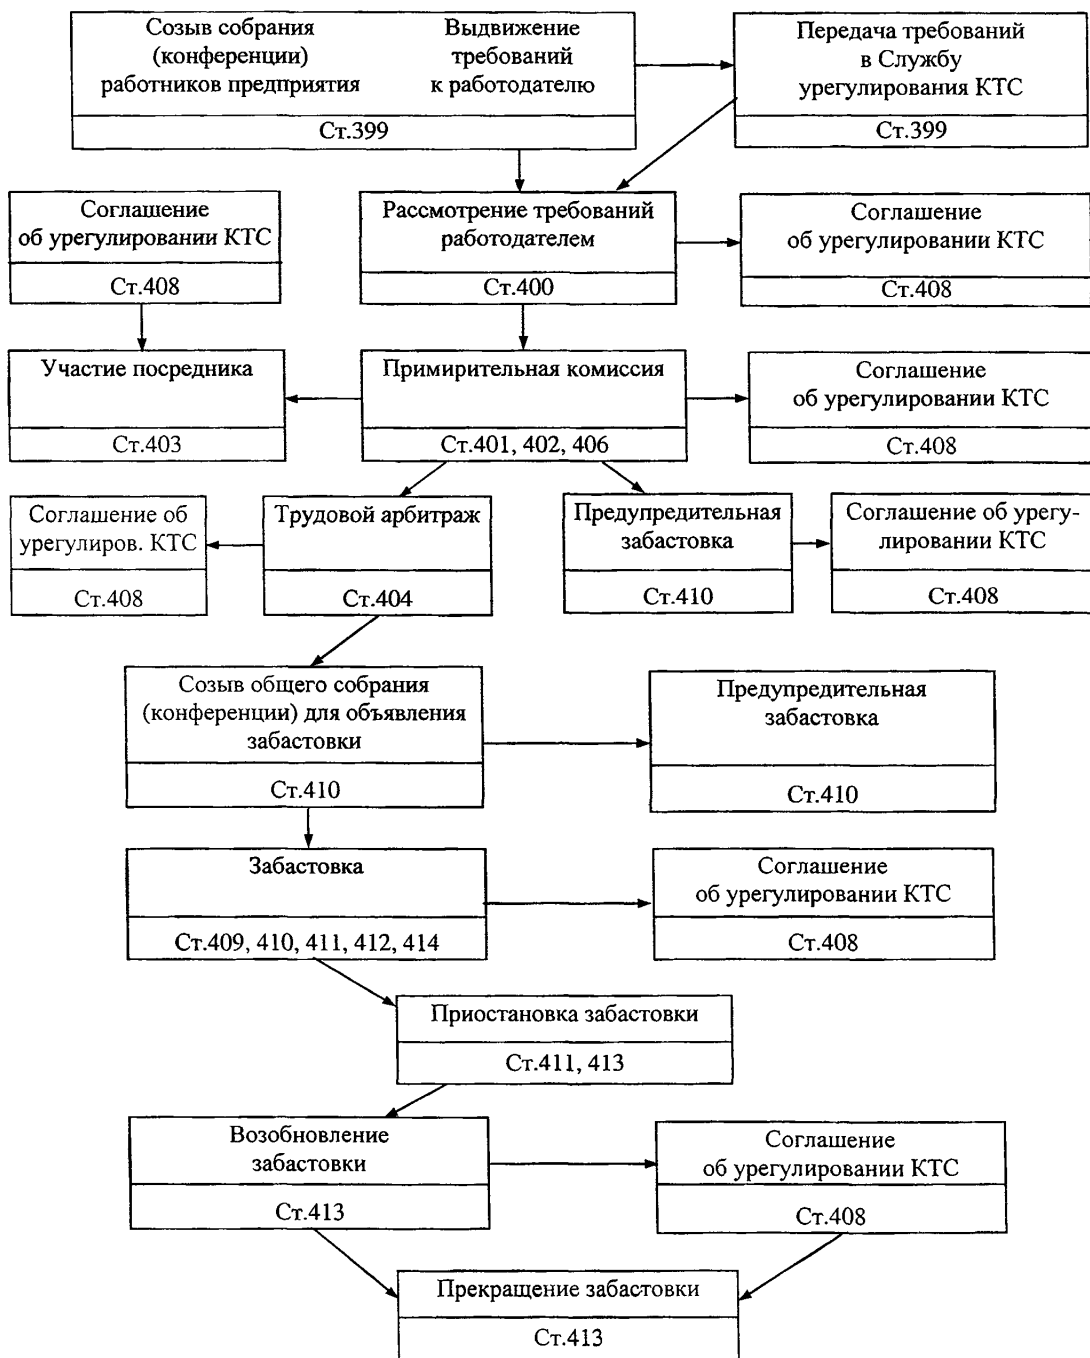 Созыв собрания
(конференции)
работников предприятия
Выдвижение
требований
к работодателю
Ст.399
Передача требований
в Службу
урегулирования КТС
Ст.399
Соглашение
об урегулировании КТС
Ст.408
Рассмотрение требований
работодателем
Ст.400
Соглашение
об урегулировании КТС
Ст.408
Участие посредника
Ст.403
Примирительная комиссия
Ст.401, 402, 406
Соглашение
об урегулировании КТС
Ст.408
Соглашение об
урегулиров. КТС
Ст.408
Трудовой арбитраж
Ст.404
Предупредительная
забастовка
Ст.410
Соглашение об урегу-
лировании КТС
Ст.408
Созыв общего собрания
(конференции) для объявления
забастовки
Ст.410
Предупредительная
забастовка
Ст.410
Забастовка
Ст.409, 410, 411, 412, 414
Соглашение
об урегулировании КТС
Ст.408
Приостановка забастовки
Ст.411, 413
Возобновление
забастовки
Ст.413
Соглашение
об урегулировании КТС
Ст.408
Прекращение забастовки
Ст.413